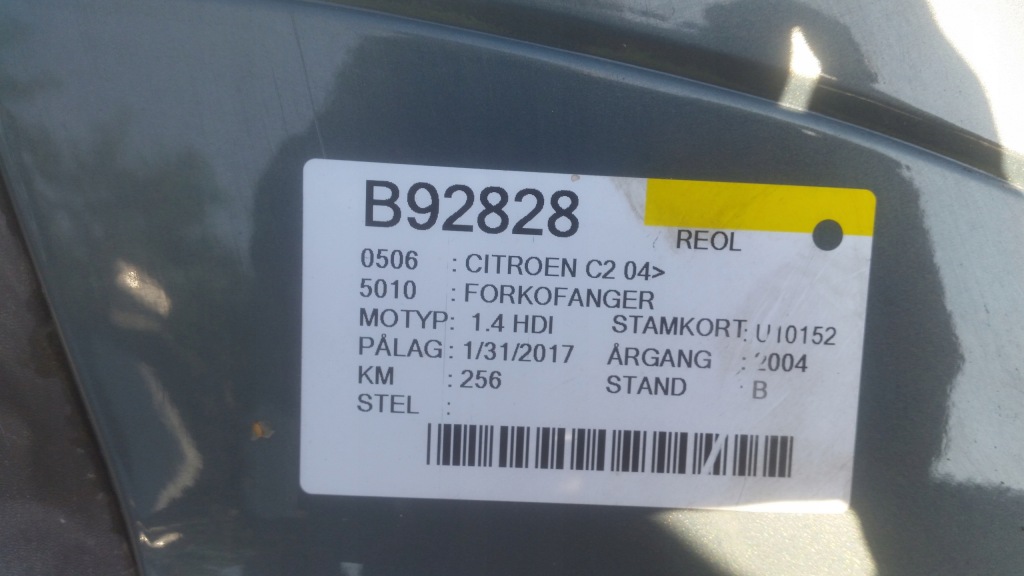 B92828
REOL
0506 : CITROEN C2 04>
5010 : FORKOFANGER
MOTYP: 1.4 HDI STAMKORT: U10152
PÅLAG: 1/31/2017 ÅRGANG : 2004
KM : 256 STAND : B
STEL :